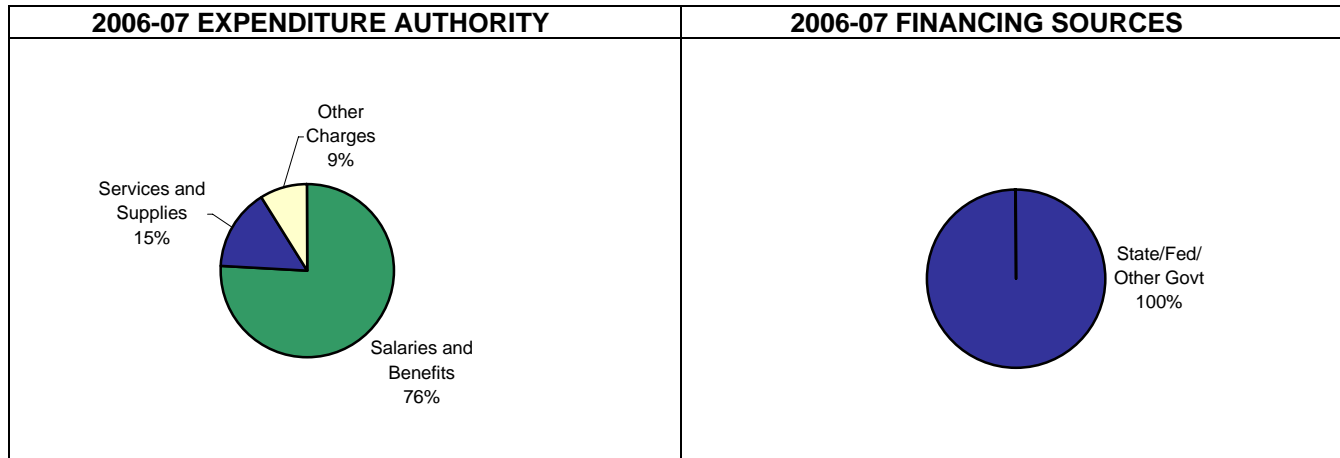 2006-07 EXPENDITURE AUTHORITY
Other
Charges
9%
Services and
Supplies
15%
Salaries and
Benefits
76%
2006-07 FINANCING SOURCES
State/Fed/
Other Govt
100%